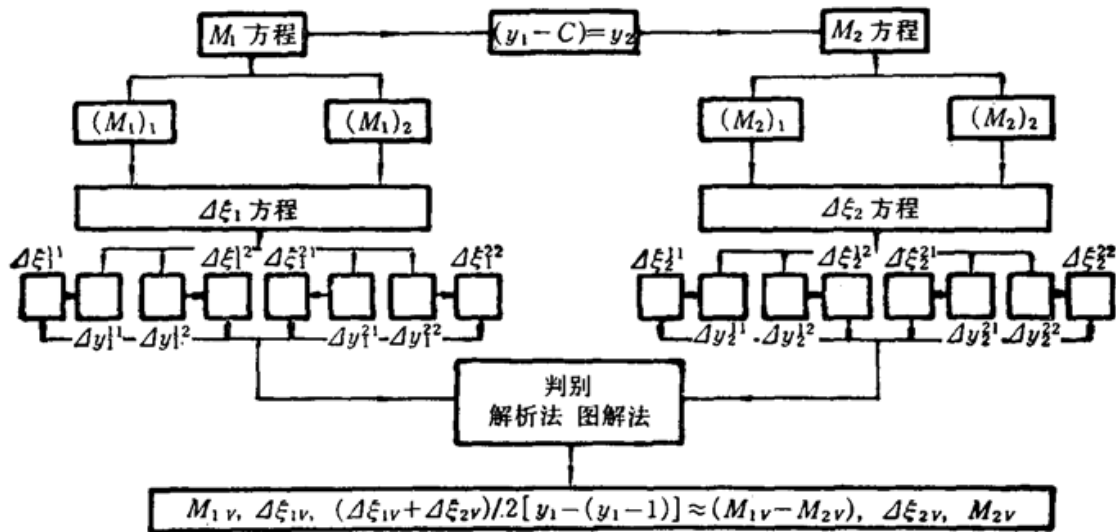 M₁ 方程 (y₁-C)=y₂ M₂ 方程
(M₁)₁ (M₁)₂ (M₂)₁ (M₂)₂
Δξ₁ 方程 Δξ₂ 方程
Δξ₁¹¹ Δξ₁¹² Δξ₁²¹ Δξ₁²² Δξ₂¹¹ Δξ₂¹² Δξ₂²¹ Δξ₂²²
Δy₁¹¹ Δy₁¹² Δy₁²¹ Δy₁²² Δy₂¹¹ Δy₂¹² Δy₂²¹ Δy₂²²
判别
解析法 图解法
M₁ᵥ, Δξ₁ᵥ, (Δξ₁ᵥ+Δξ₂ᵥ)/2[y₁-(y₁-1)]≈(M₁ᵥ-M₂ᵥ), Δξ₂ᵥ, M₂ᵥ